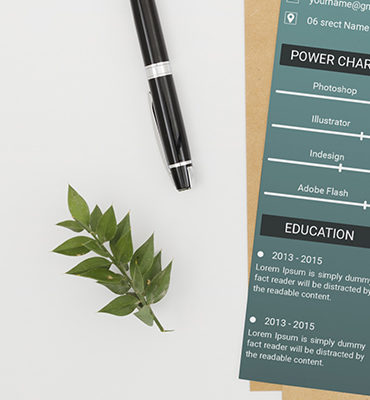 yourname@gm
06 srect Name
POWER CHAR
Photoshop
Illustrator
Indesign
Adobe Flash
EDUCATION
2013 - 2015
Lorem Ipsum is simply dummy
fact reader will be distracted by
the readable content.
2013 - 2015
Lorem Ipsum is simply dummy
fact reader will be distracted by
the readable content.